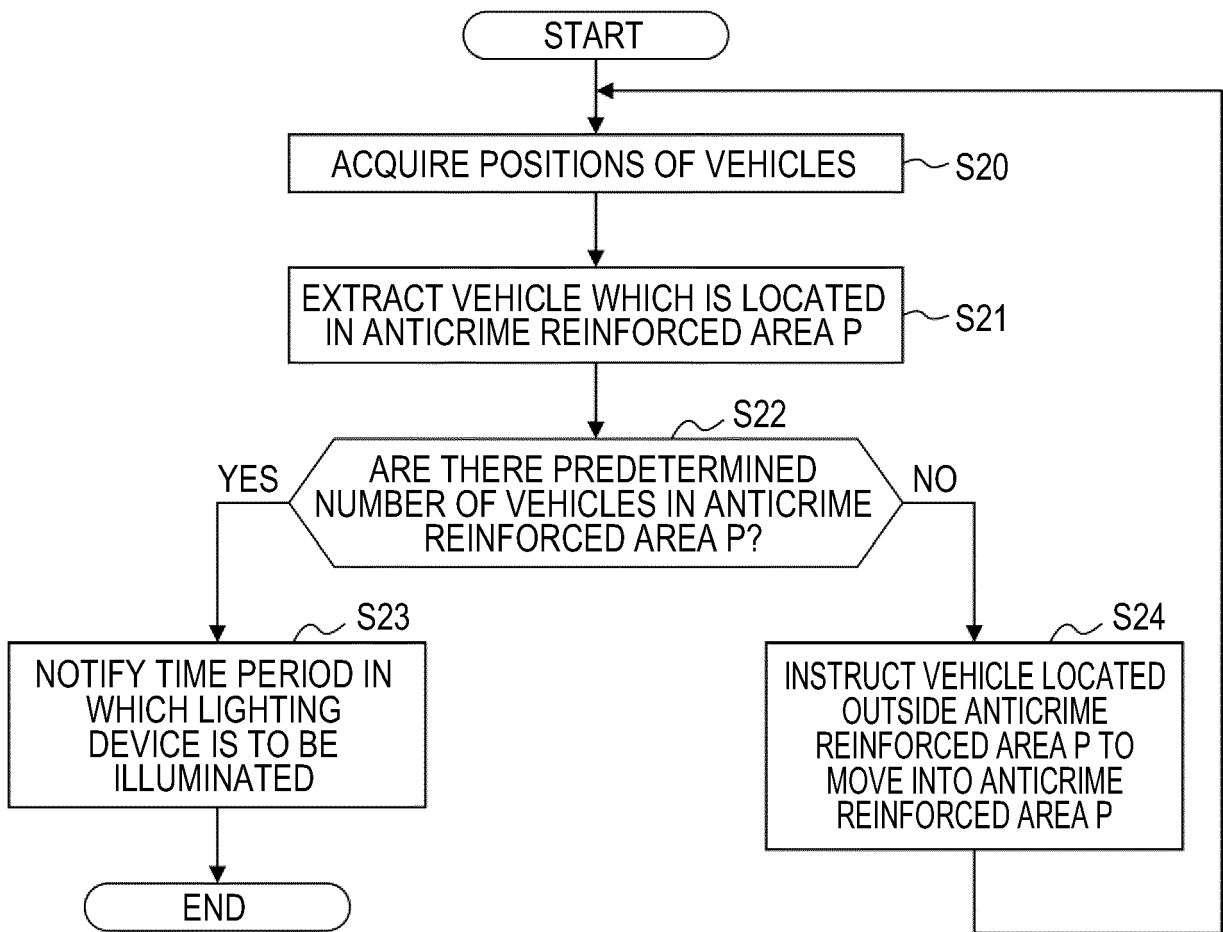 START
ACQUIRE POSITIONS OF VEHICLES
S20
EXTRACT VEHICLE WHICH IS LOCATED
IN ANTICRIME REINFORCED AREA P
S21
S22
ARE THERE PREDETERMINED
NUMBER OF VEHICLES IN ANTICRIME
REINFORCED AREA P?
YES
NO
S23
NOTIFY TIME PERIOD IN
WHICH LIGHTING
DEVICE IS TO BE
ILLUMINATED
S24
INSTRUCT VEHICLE LOCATED
OUTSIDE ANTICRIME
REINFORCED AREA P TO
MOVE INTO ANTICRIME
REINFORCED AREA P
END